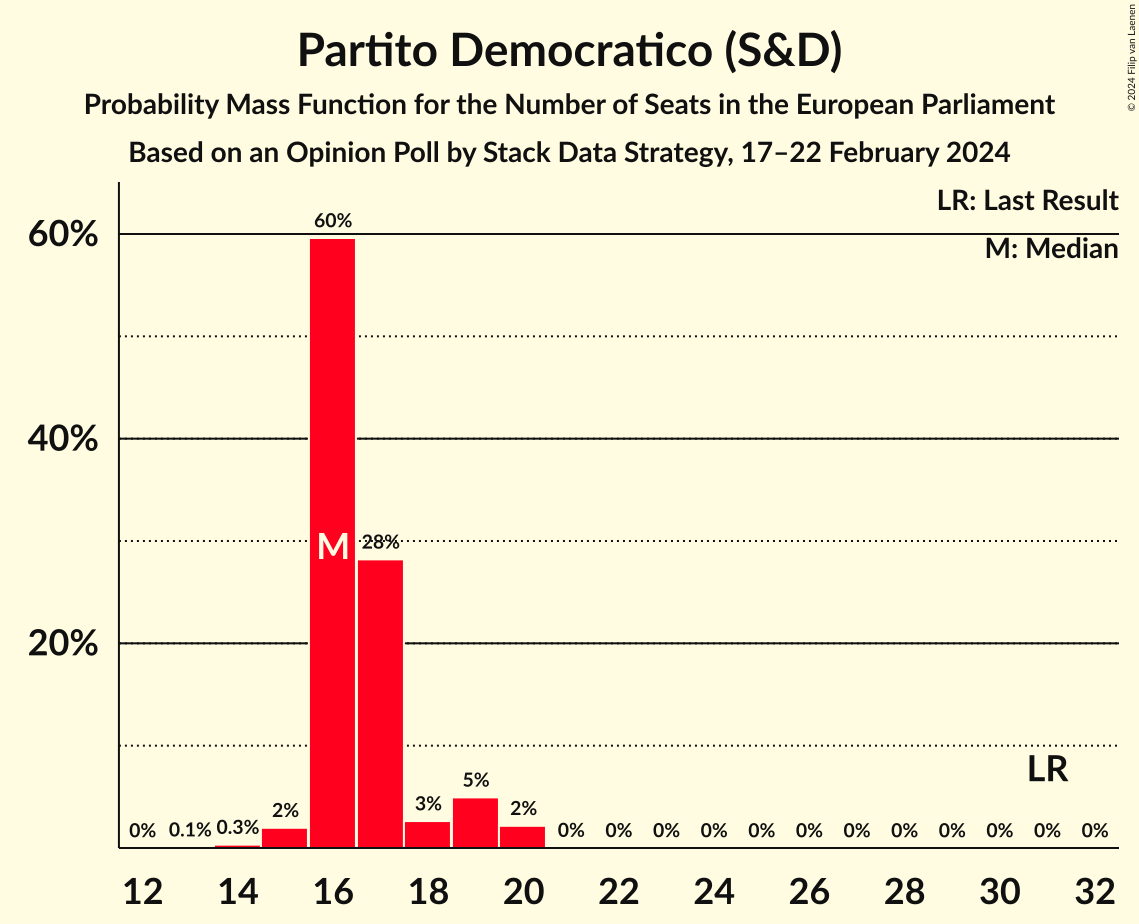 Partito Democratico (S&D)
Probability Mass Function for the Number of Seats in the European Parliament
Based on an Opinion Poll by Stack Data Strategy, 17–22 February 2024
© 2024 Filip van Laenen
LR: Last Result
M: Median
60%
40%
20%
0% 0.1% 0.3% 2% 60% 28% 3% 5% 2% 0% 0% 0% 0% 0% 0% 0% 0% 0% 0% 0% 0%
M
LR
12 14 16 18 20 22 24 26 28 30 32